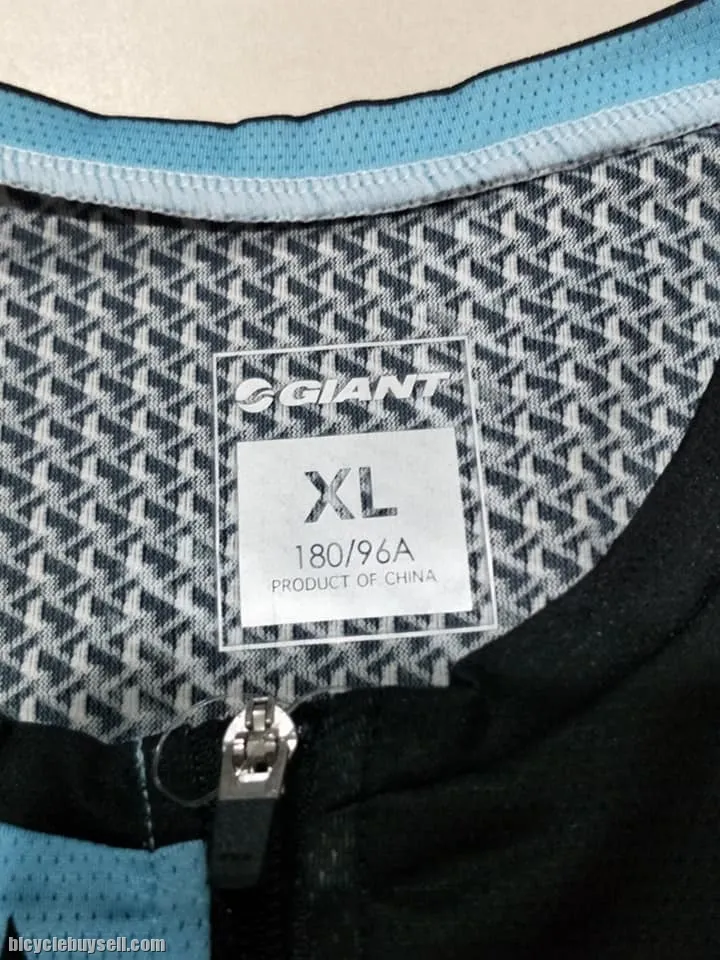 GIANT
XL
180/96A
PRODUCT OF CHINA
bicyclebuysell.com